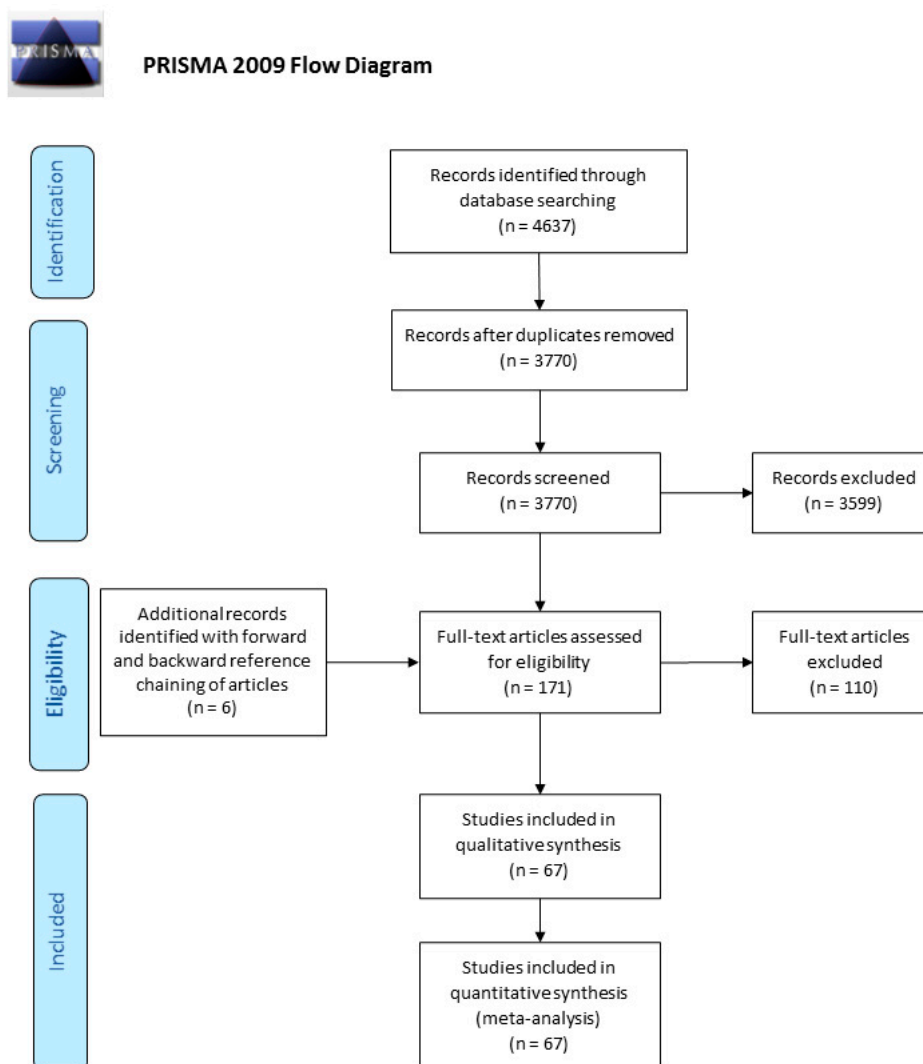 PRISMA
PRISMA 2009 Flow Diagram
Identification
Records identified through
database searching
(n = 4637)
Screening
Records after duplicates removed
(n = 3770)
Records screened
(n = 3770)
Records excluded
(n = 3599)
Eligibility
Additional records
identified with forward
and backward reference
chaining of articles
(n = 6)
Full-text articles assessed
for eligibility
(n = 171)
Full-text articles
excluded
(n = 110)
Included
Studies included in
qualitative synthesis
(n = 67)
Studies included in
quantitative synthesis
(meta-analysis)
(n = 67)